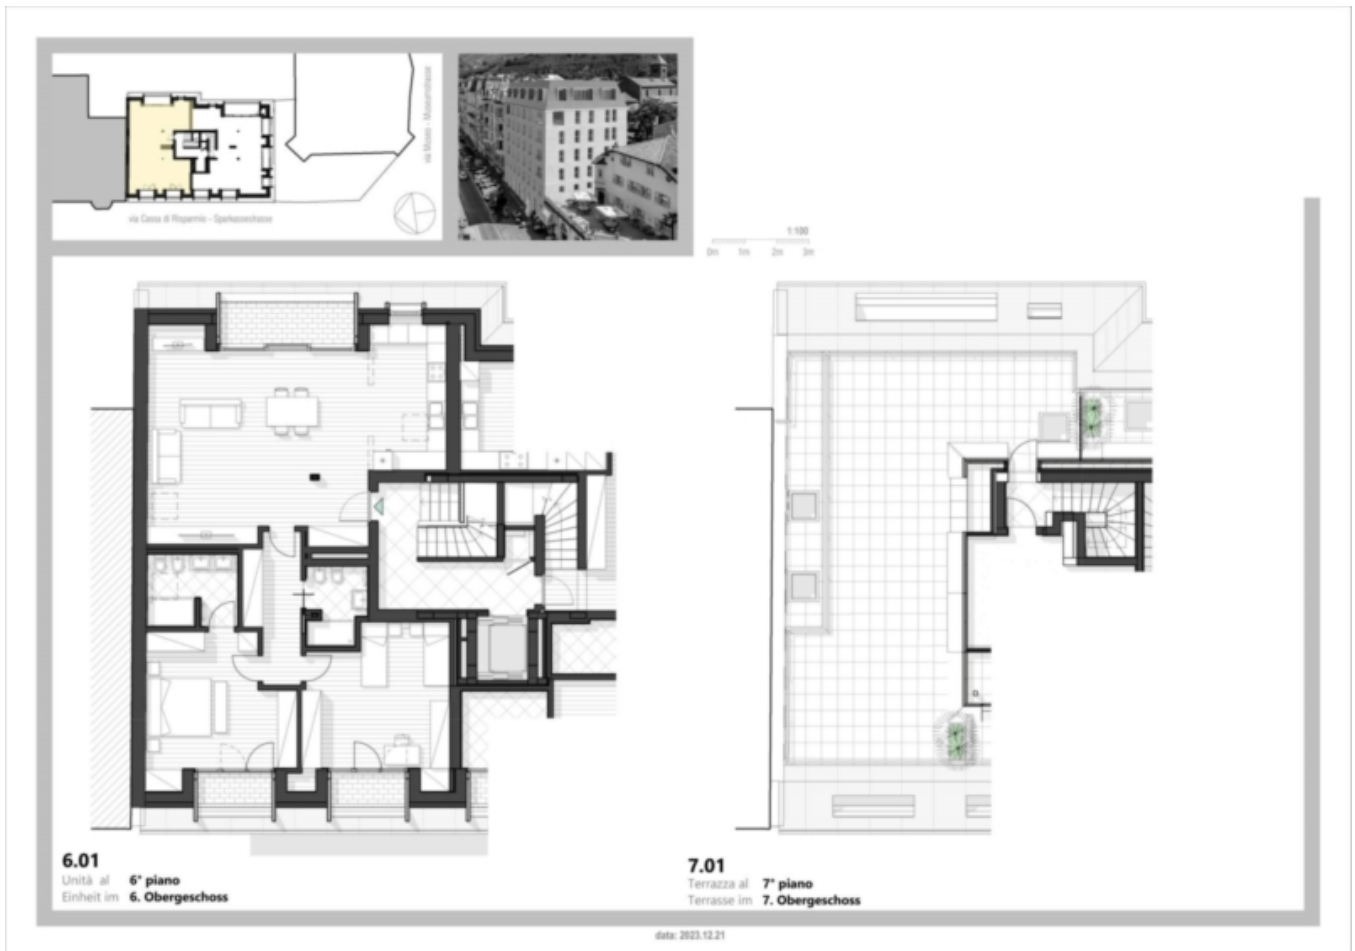 via Museo - Museumstrasse
via Cassa di Risparmio - Sparkassestrasse
1:100
0m 1m 2m 3m
6.01
Unità al 6° piano
Einheit im 6. Obergeschoss
7.01
Terrazza al 7° piano
Terrasse im 7. Obergeschoss
data: 2023.12.21